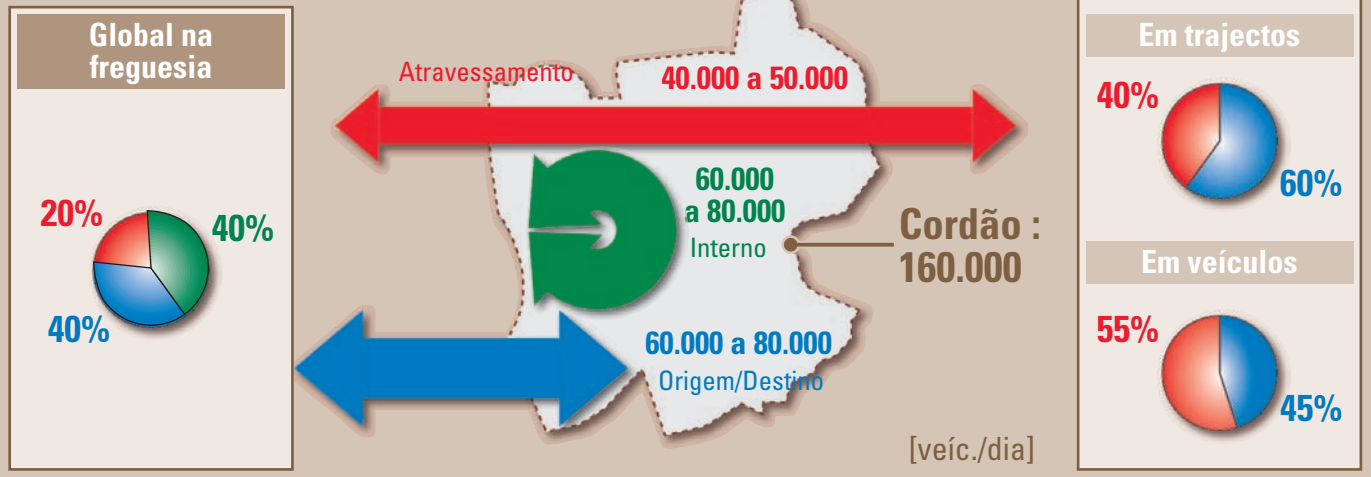 Global na
freguesia
20%
40%
40%
Atravessamento
40.000 a 50.000
60.000
a 80.000
Interno
Cordão :
160.000
60.000 a 80.000
Origem/Destino
[veíc./dia]
Em trajectos
40%
60%
Em veículos
55%
45%